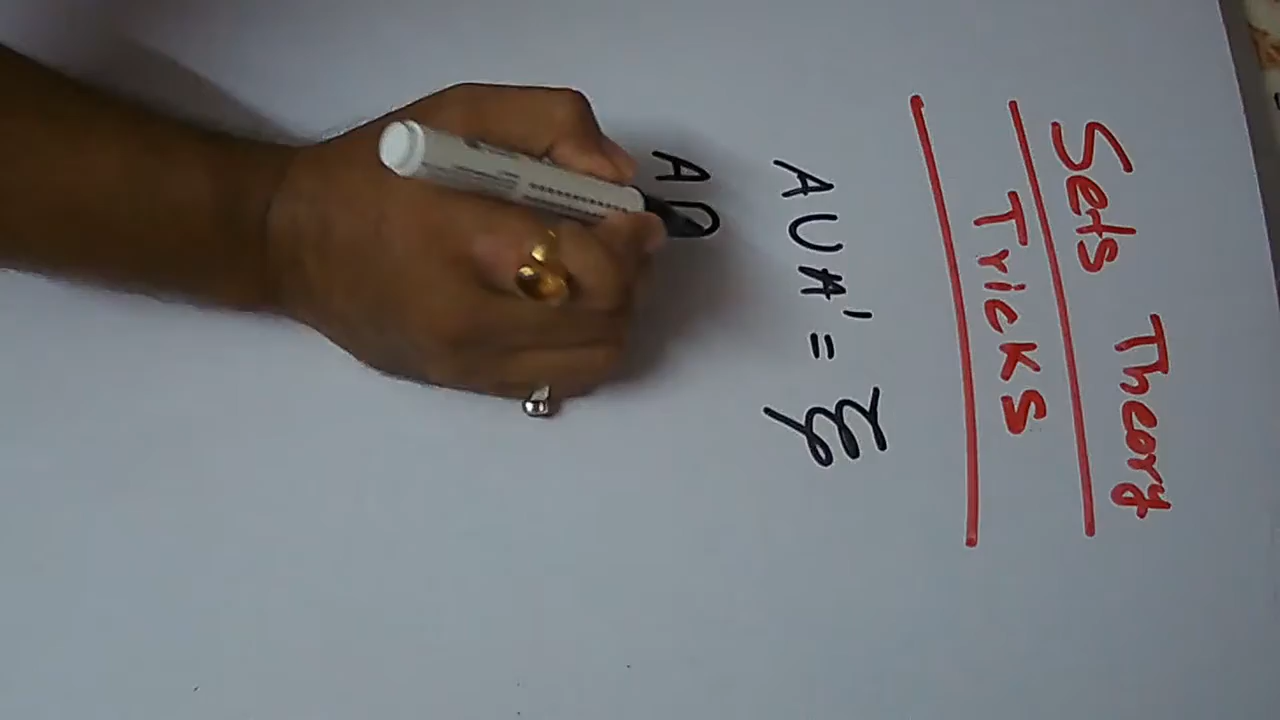 Sets Theory
Tricks
A ∪ A' = ξ
A ∩